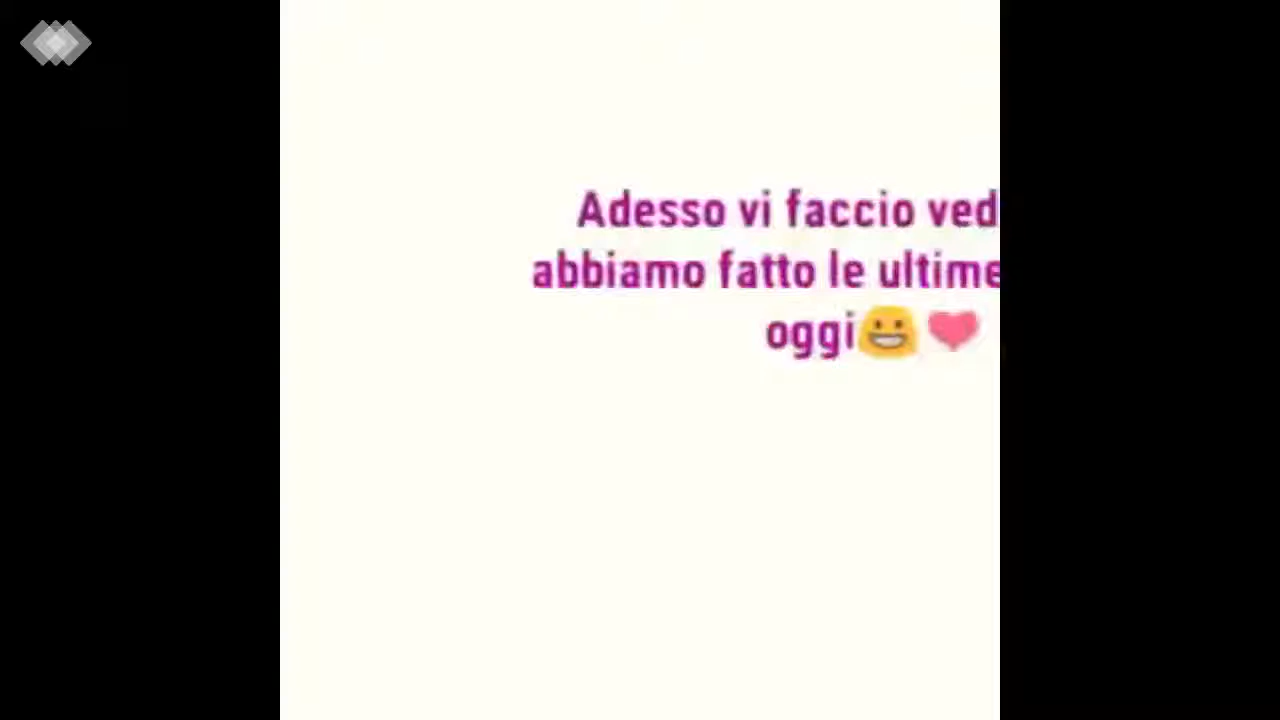 Adesso vi faccio ved
abbiamo fatto le ultime
oggi😀❤